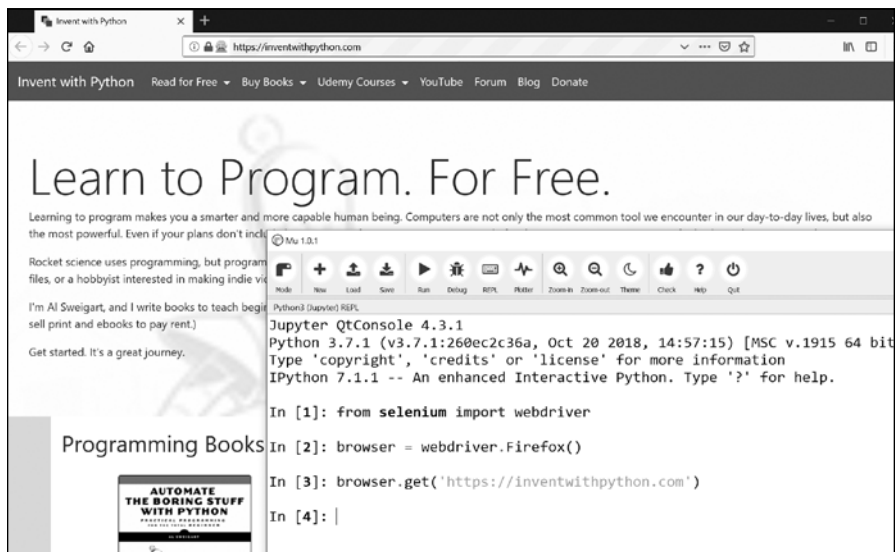 Invent with Python
https://inventwithpython.com
Invent with Python Read for Free Buy Books Udemy Courses YouTube Forum Blog Donate
Learn to Program. For Free.
Learning to program makes you a smarter and more capable human being. Computers are not only the most common tool we encounter in our day-to-day lives, but also
the most powerful. Even if your plans don't incl
Rocket science uses programming, but program
files, or a hobbyist interested in making indie vi
I'm Al Sweigart, and I write books to teach begi
sell print and ebooks to pay rent.)
Get started. It's a great journey.
Programming Books
AUTOMATE
THE BORING STUFF
WITH PYTHON
PRACTICAL PROGRAMMING
FOR THE TOTAL BEGINNER
AL SWEIGART
Mu 1.0.1
Mode New Load Save Run Debug REPL Plotter Zoom-in Zoom-out Theme Check Help Quit
Python3 (Jupyter) REPL
Jupyter QtConsole 4.3.1
Python 3.7.1 (v3.7.1:260ec2c36a, Oct 20 2018, 14:57:15) [MSC v.1915 64 bit
Type 'copyright', 'credits' or 'license' for more information
IPython 7.1.1 -- An enhanced Interactive Python. Type '?' for help.
In [1]: from selenium import webdriver
In [2]: browser = webdriver.Firefox()
In [3]: browser.get('https://inventwithpython.com')
In [4]: